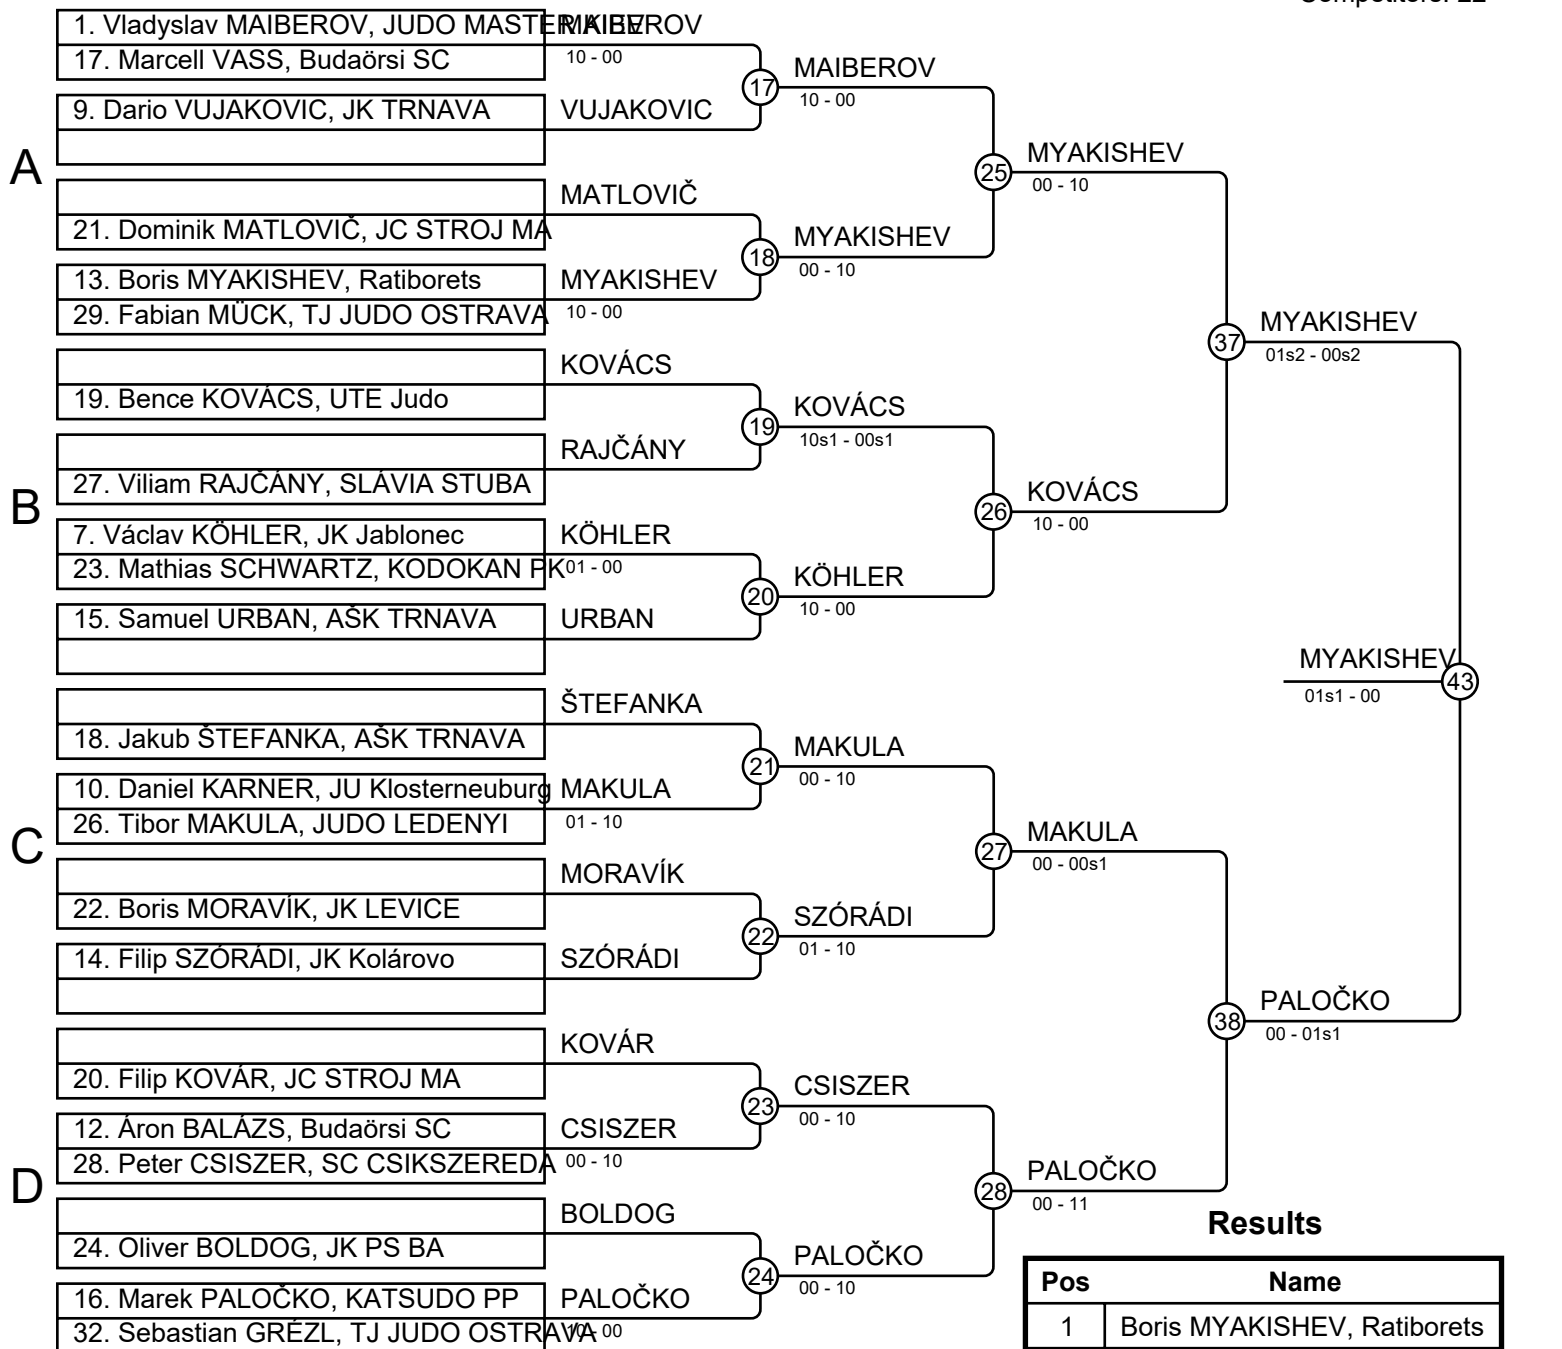 1. Vladyslav MAIBEROV, JUDO MASTER KIEV
MAIBEROV
10 - 00
17. Marcell VASS, Budaörsi SC
17
MAIBEROV
10 - 00
9. Dario VUJAKOVIC, JK TRNAVA
VUJAKOVIC
A
25
MYAKISHEV
00 - 10
MATLOVIČ
21. Dominik MATLOVIČ, JC STROJ MA
18
MYAKISHEV
00 - 10
13. Boris MYAKISHEV, Ratiborets
MYAKISHEV
10 - 00
29. Fabian MÜCK, TJ JUDO OSTRAVA
37
MYAKISHEV
01s2 - 00s2
KOVÁCS
19. Bence KOVÁCS, UTE Judo
19
KOVÁCS
10s1 - 00s1
RAJČÁNY
27. Viliam RAJČÁNY, SLÁVIA STUBA
B
26
KOVÁCS
10 - 00
7. Václav KÖHLER, JK Jablonec
KÖHLER
01 - 00
23. Mathias SCHWARTZ, KODOKAN PK
20
KÖHLER
10 - 00
15. Samuel URBAN, AŠK TRNAVA
URBAN
MYAKISHEV
43
01s1 - 00
ŠTEFANKA
18. Jakub ŠTEFANKA, AŠK TRNAVA
21
MAKULA
00 - 10
10. Daniel KARNER, JU Klosterneuburg
MAKULA
01 - 10
26. Tibor MAKULA, JUDO LEDENYI
C
27
MAKULA
00 - 00s1
MORAVÍK
22. Boris MORAVÍK, JK LEVICE
22
SZÓRÁDI
01 - 10
14. Filip SZÓRÁDI, JK Kolárovo
SZÓRÁDI
38
PALOČKO
00 - 01s1
KOVÁR
20. Filip KOVÁR, JC STROJ MA
23
CSISZER
00 - 10
12. Áron BALÁZS, Budaörsi SC
CSISZER
00 - 10
28. Peter CSISZER, SC CSIKSZEREDA
D
28
PALOČKO
00 - 11
BOLDOG
24. Oliver BOLDOG, JK PS BA
24
PALOČKO
00 - 10
16. Marek PALOČKO, KATSUDO PP
PALOČKO
10 - 00
32. Sebastian GRÉZL, TJ JUDO OSTRAVA
Results
Pos Name
1 Boris MYAKISHEV, Ratiborets